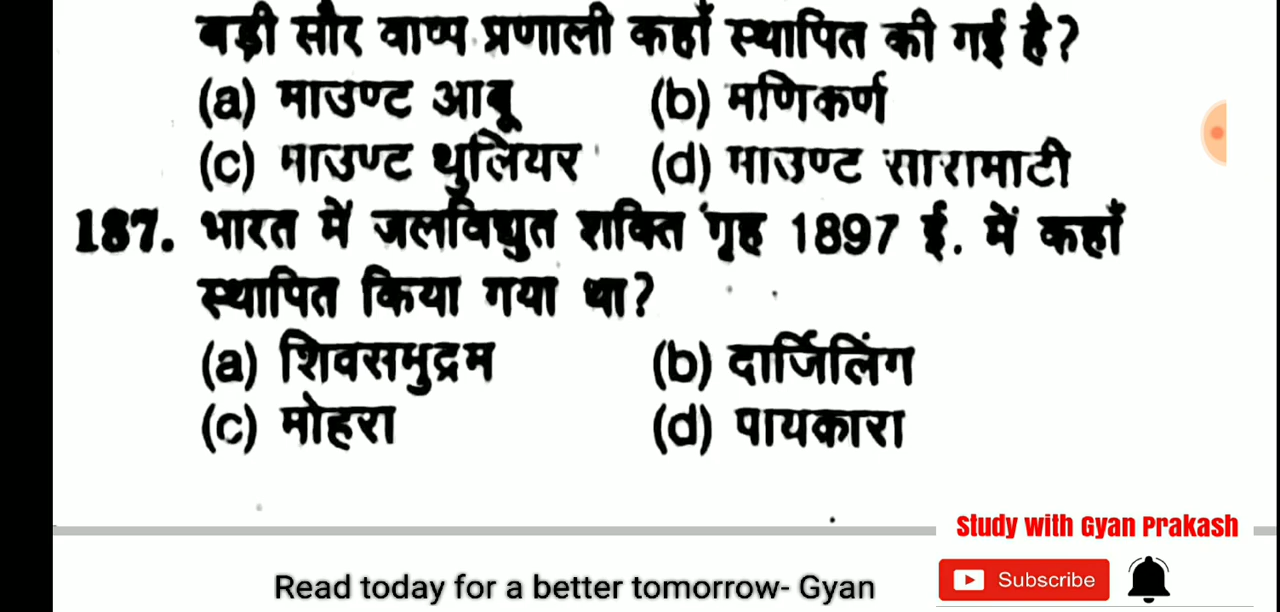 बड़ी सौर वाष्प प्रणाली कहाँ स्थापित की गई है?
(a) माउण्ट आबू (b) मणिकर्ण
(c) माउण्ट थुलियर (d) माउण्ट सारामाटी
187. भारत में जलविद्युत शक्ति गृह 1897 ई. में कहाँ
स्थापित किया गया था?
(a) शिवसमुद्रम (b) दार्जिलिंग
(c) मोहरा (d) पायकारा
Study with Gyan Prakash
Read today for a better tomorrow- Gyan
Subscribe